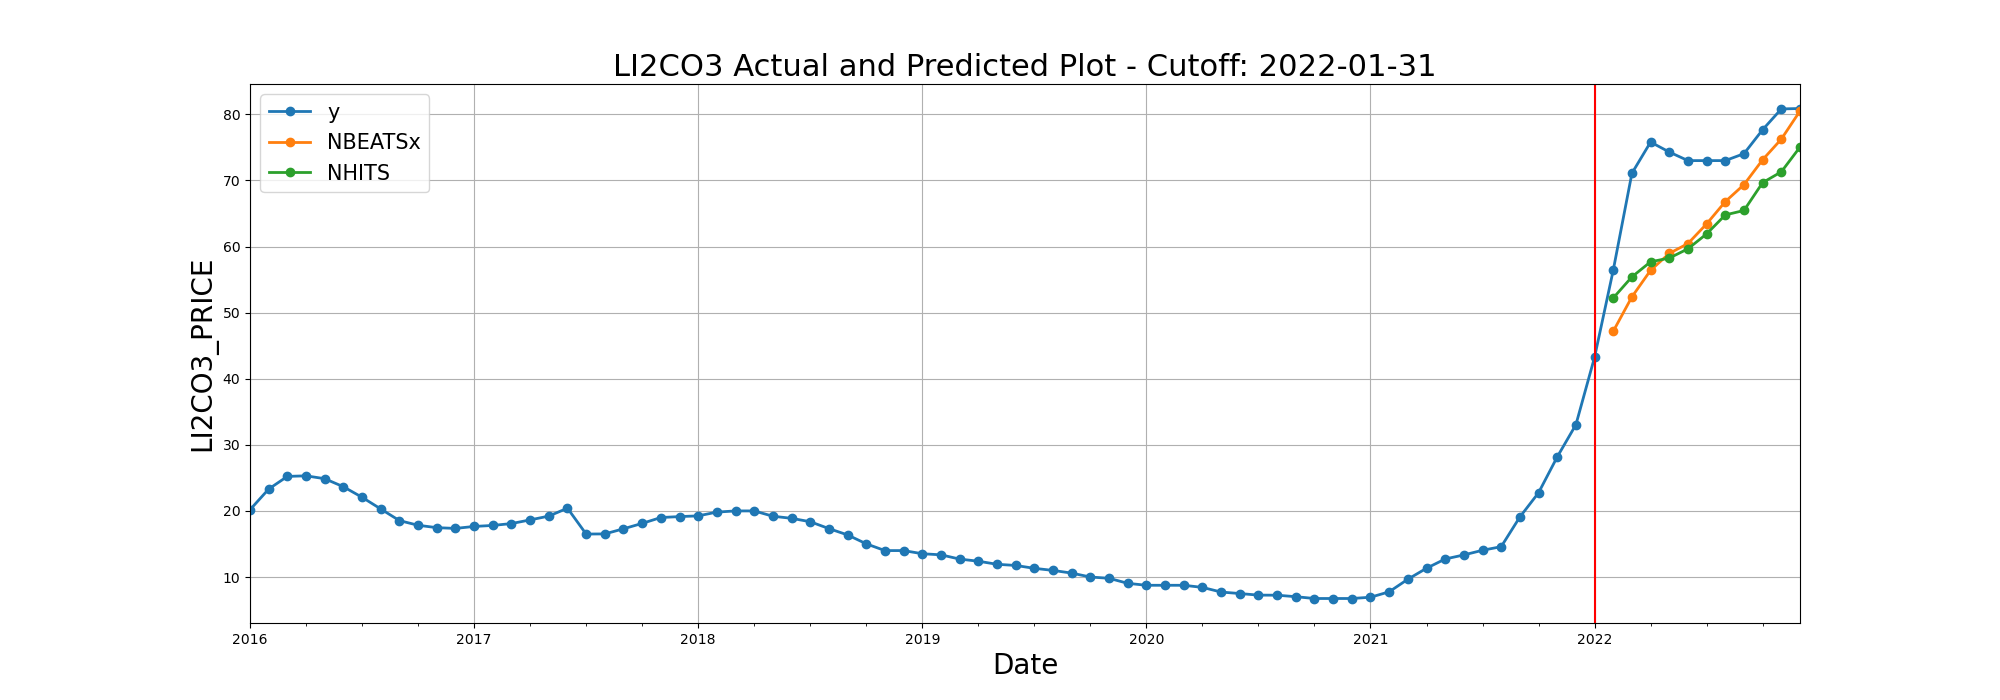 LI2CO3 Actual and Predicted Plot - Cutoff: 2022-01-31
y
NBEATSx
NHITS
80
70
60
50
40
30
20
10
LI2CO3_PRICE
2016 2017 2018 2019 2020 2021 2022
Date